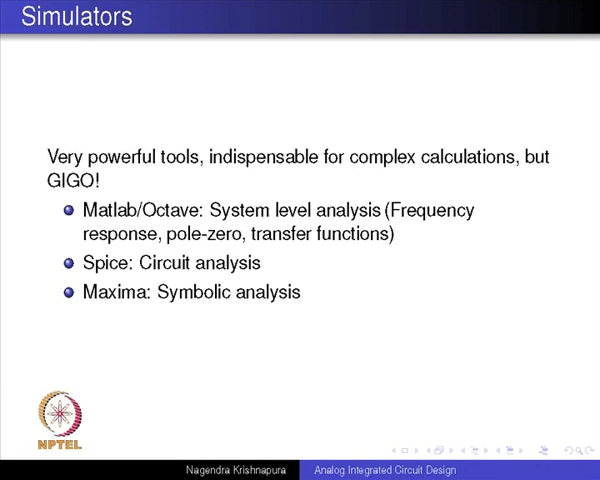 Simulators
Very powerful tools, indispensable for complex calculations, but
GIGO!
Matlab/Octave: System level analysis (Frequency
response, pole-zero, transfer functions)
Spice: Circuit analysis
Maxima: Symbolic analysis
NPTEL
Nagendra Krishnapura Analog Integrated Circuit Design